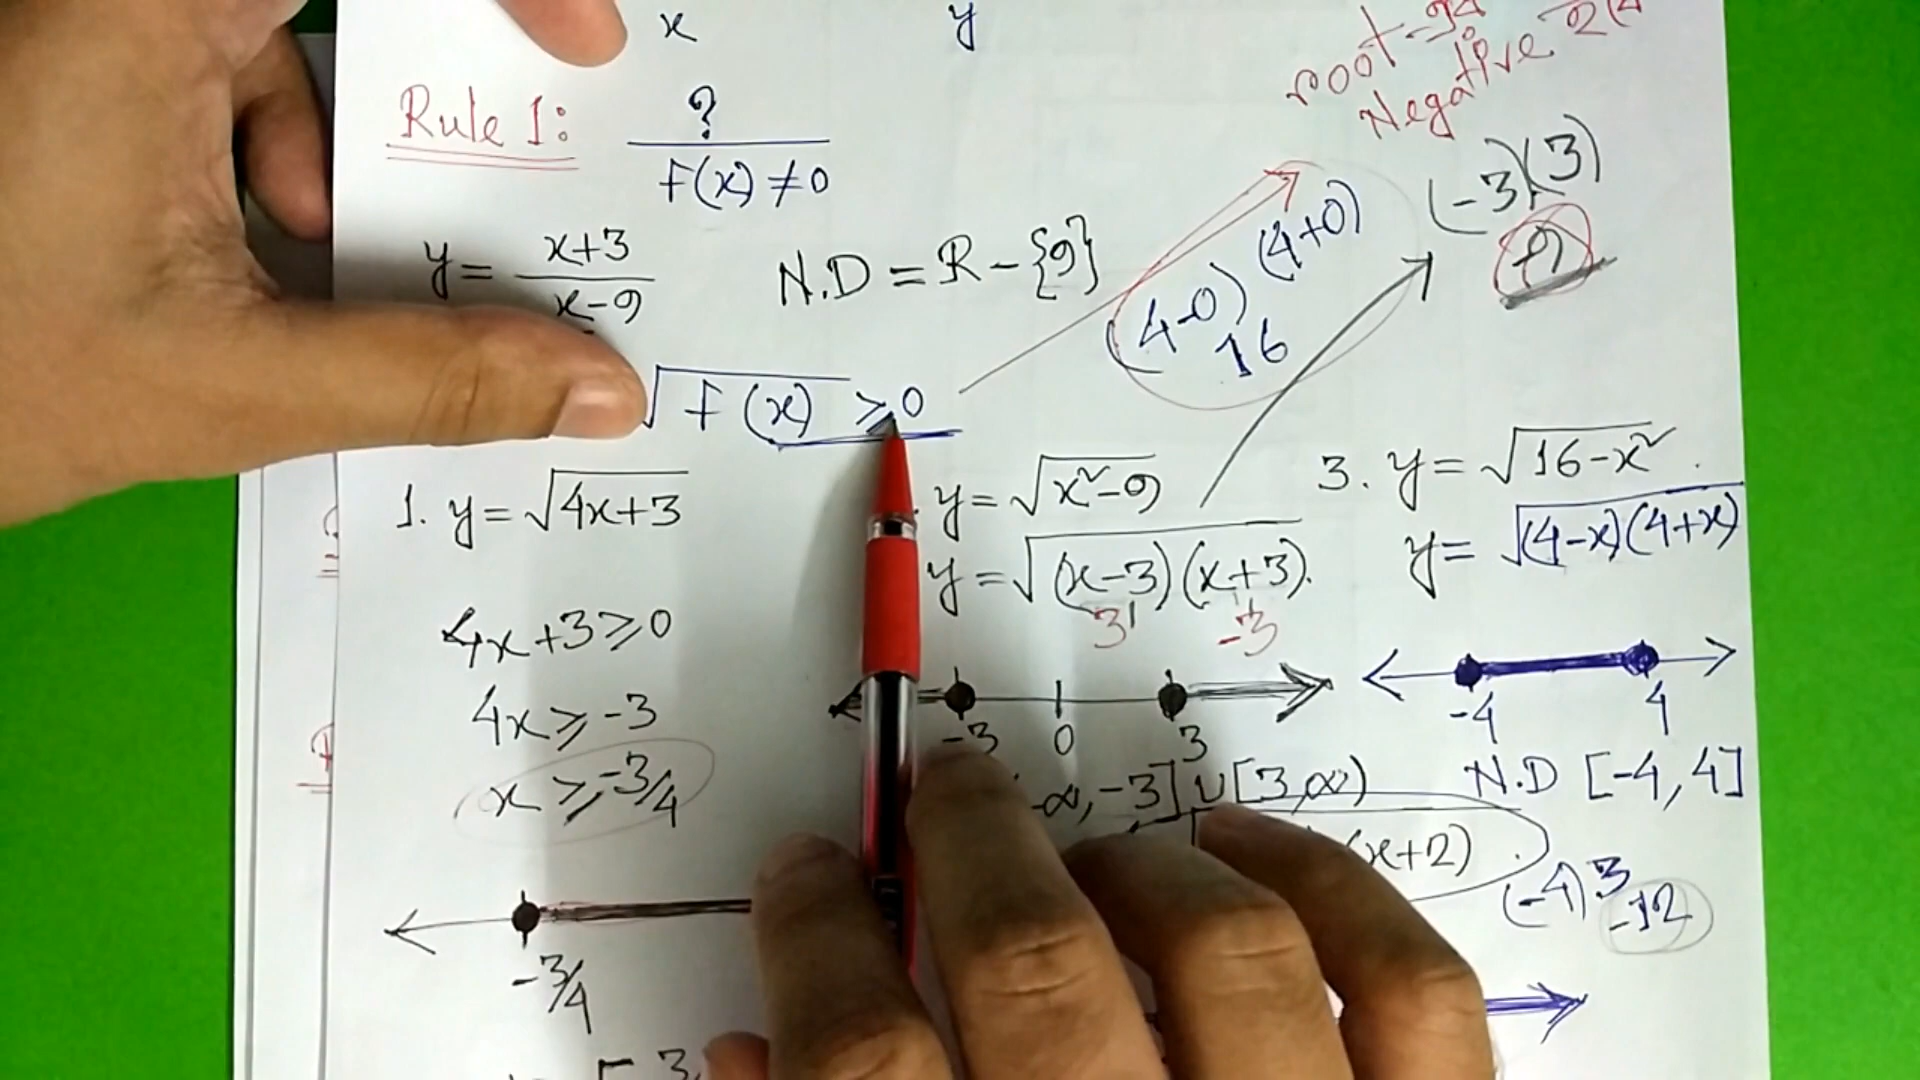 x y
root-এর
Negative
Rule 1: ?
F(x) ≠ 0
(-3)(3)
-9
y = x+3
x-9
N.D = R - {9}
(4-0) (4+0)
16
√F(x) ≥ 0
1. y = √4x+3
y = √x²-9
y = √(x-3)(x+3).
3 -3
3. y = √16-x².
y = √(4-x)(4+x)
4x+3 ≥ 0
4x ≥ -3
x ≥ -3/4
-3 0 3
∞, -3] ∪ [3, ∞)
-4 4
N.D [-4, 4]
(x+2).
(-4) 3
-12
-3/4